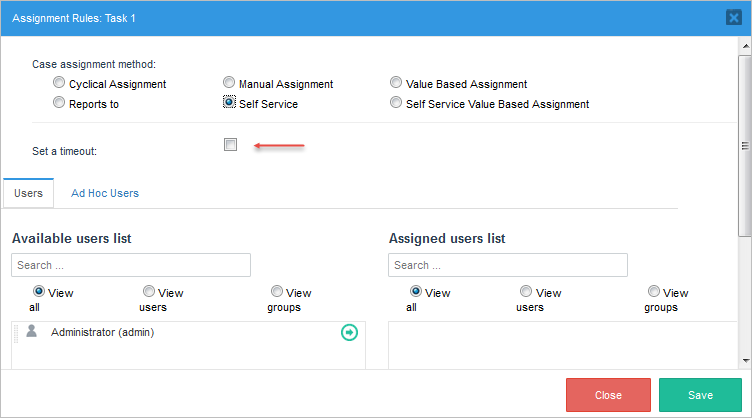 Assignment Rules: Task 1
Case assignment method:
Cyclical Assignment Manual Assignment Value Based Assignment
Reports to Self Service Self Service Value Based Assignment
Set a timeout:
Users Ad Hoc Users
Available users list Assigned users list
Search ... Search ...
View View View View View View
all users groups all users groups
Administrator (admin)
Close Save